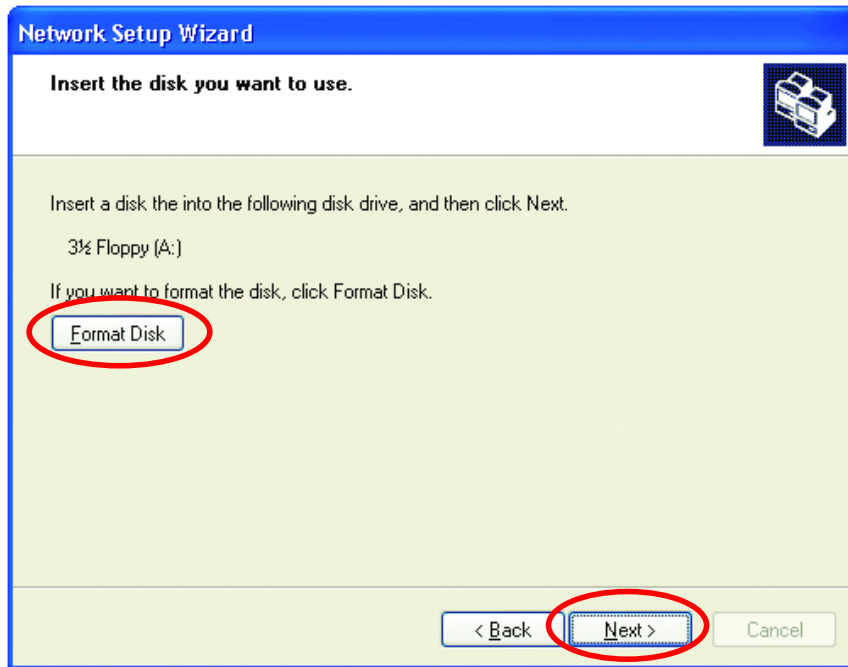 Network Setup Wizard
Insert the disk you want to use.
Insert a disk the into the following disk drive, and then click Next.
3½ Floppy (A:)
If you want to format the disk, click Format Disk.
Format Disk
< Back Next > Cancel